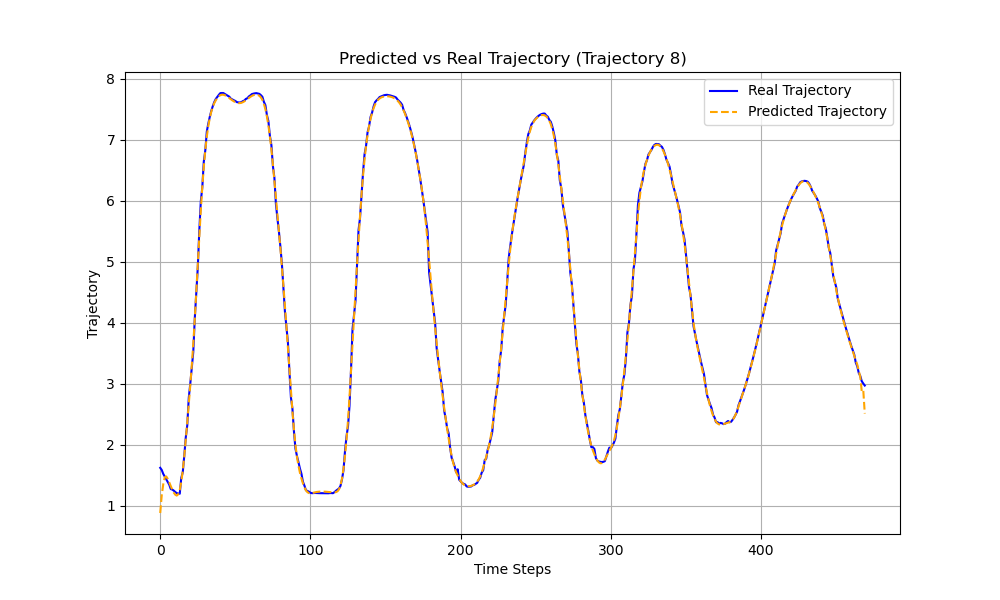 Predicted vs Real Trajectory (Trajectory 8)
Real Trajectory
Predicted Trajectory
8
7
6
5
4
3
2
1
Trajectory
0 100 200 300 400
Time Steps